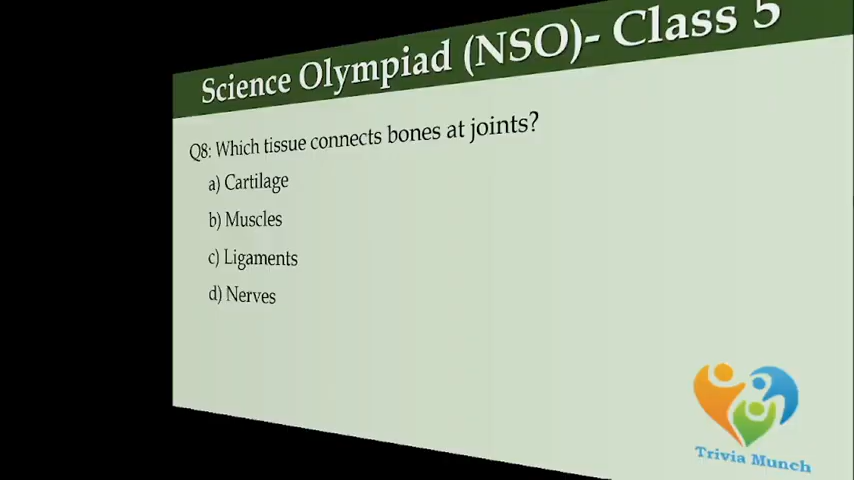 Science Olympiad (NSO)- Class 5
Q8: Which tissue connects bones at joints?
a) Cartilage
b) Muscles
c) Ligaments
d) Nerves
Trivia Munch